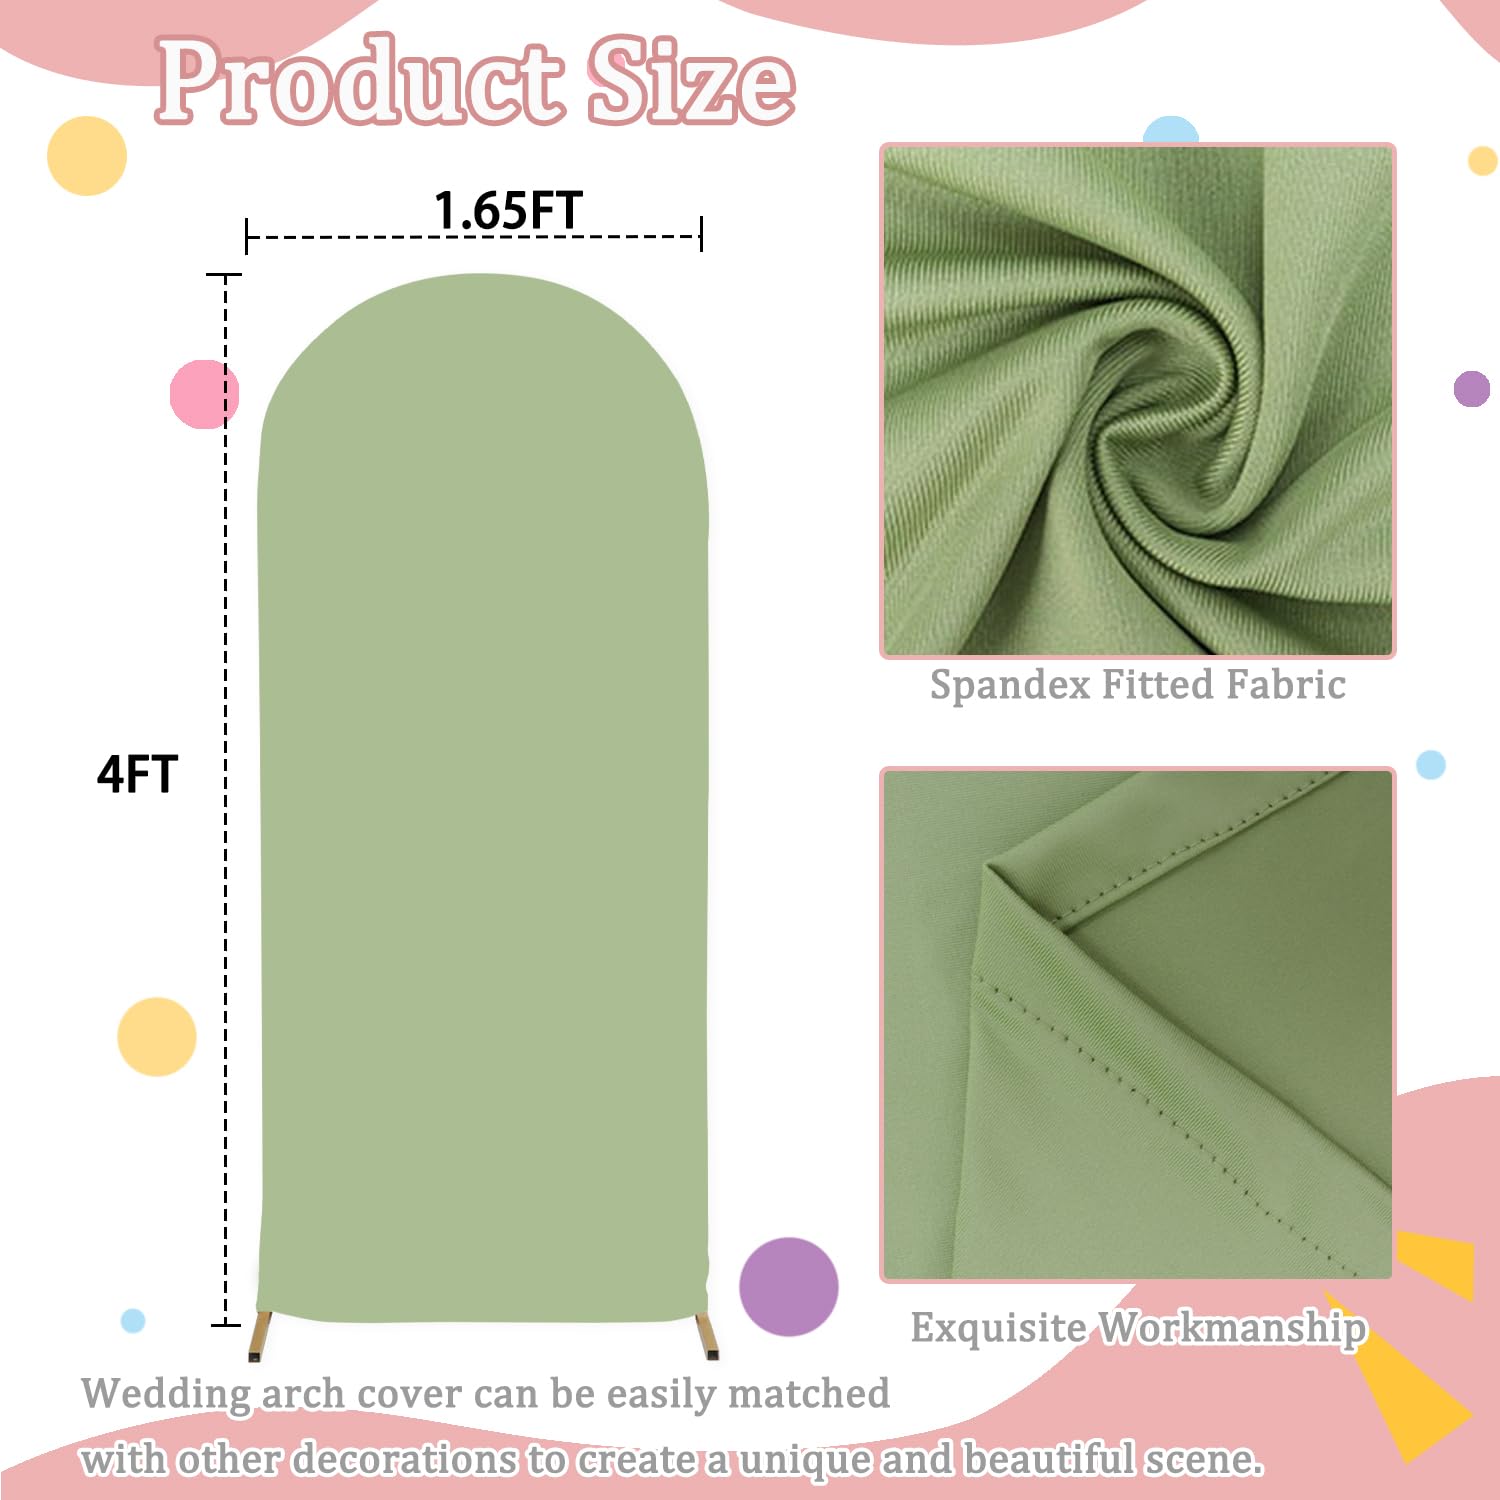 Product Size
1.65FT
4FT
Spandex Fitted Fabric
Exquisite Workmanship
Wedding arch cover can be easily matched
with other decorations to create a unique and beautiful scene.